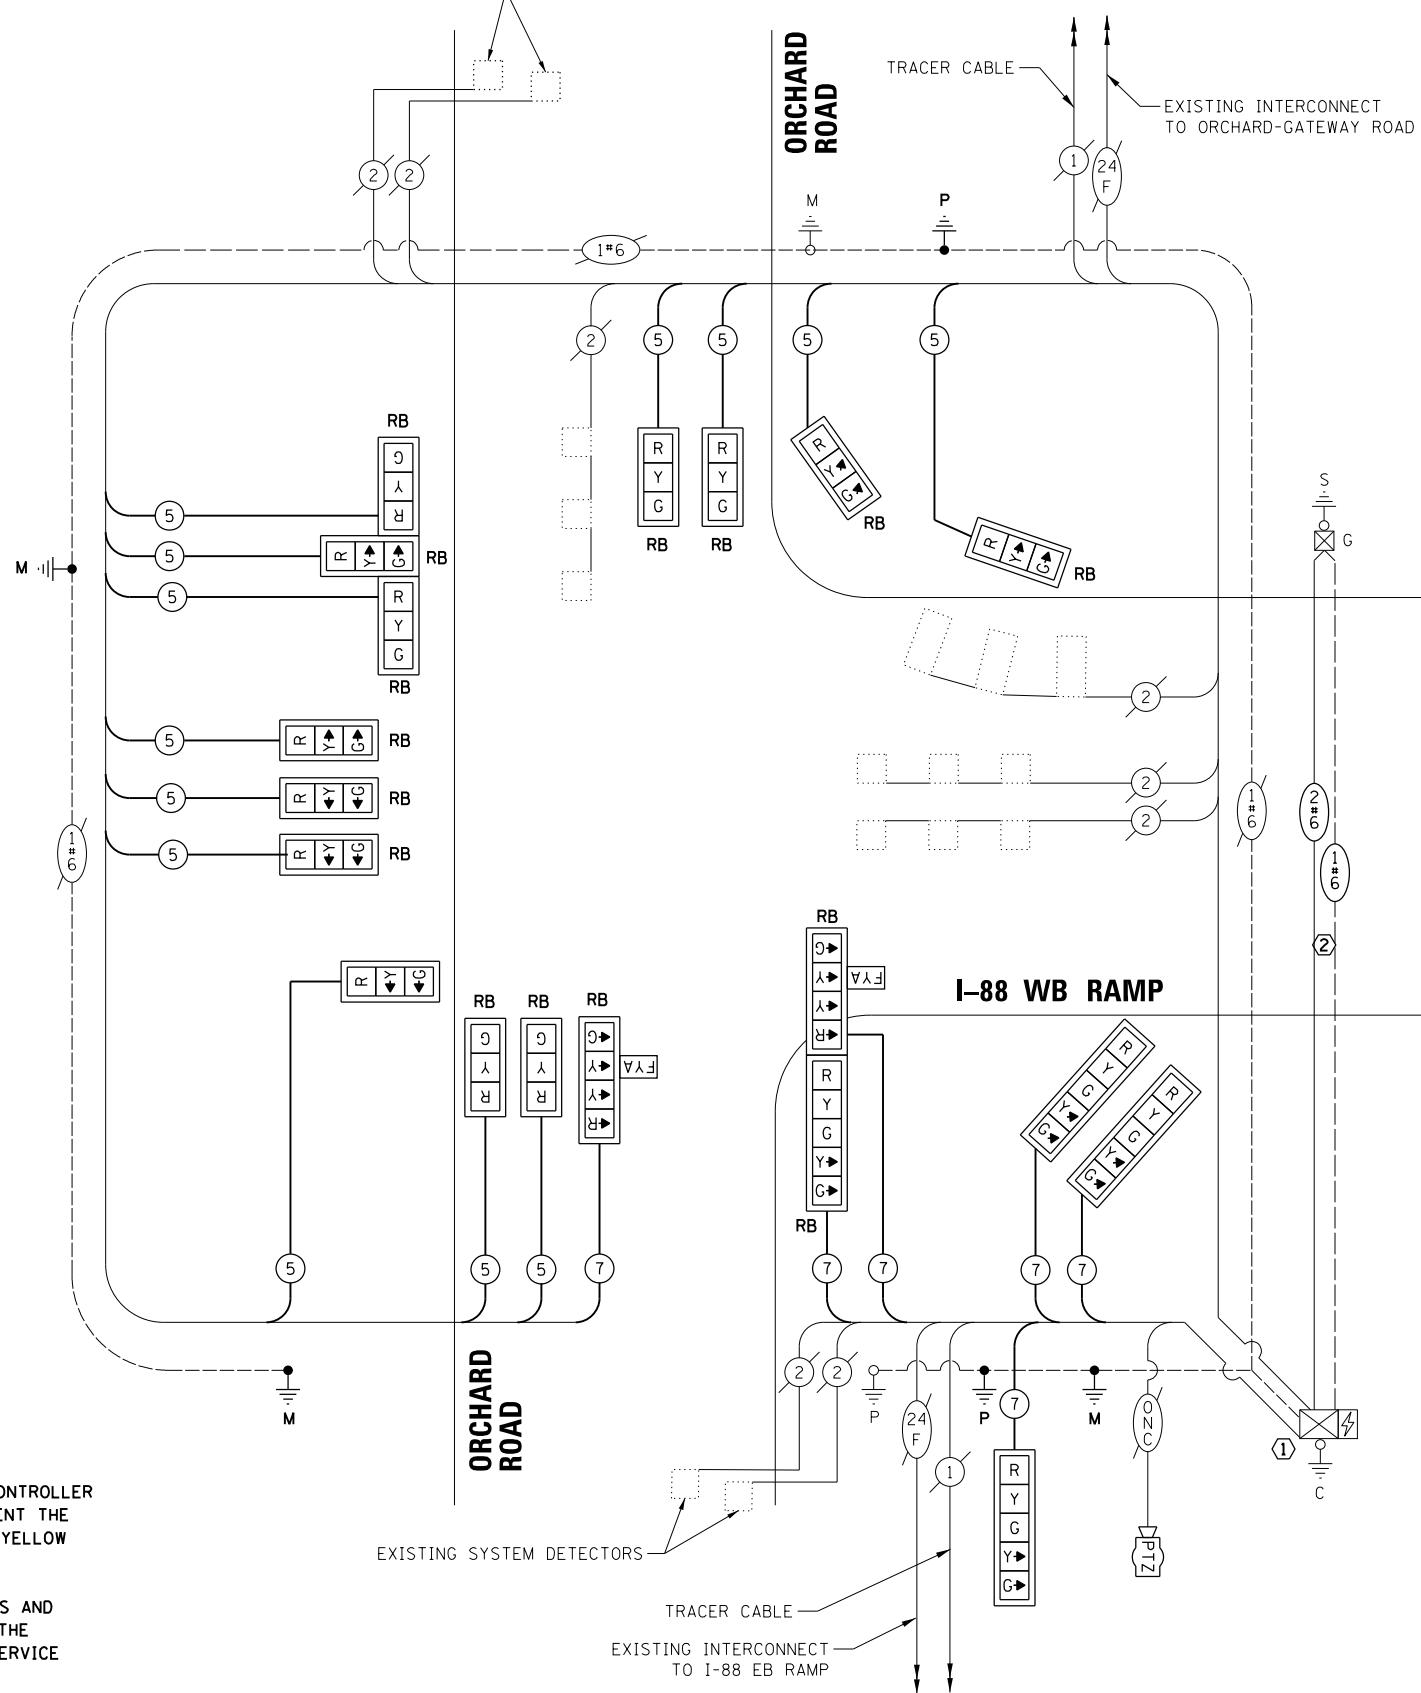 ORCHARD
ROAD
TRACER CABLE
EXISTING INTERCONNECT
TO ORCHARD-GATEWAY ROAD
2
2
1
24
F
M
P
1#6
2
5
5
5
5
RB
G
Y
R
5
R
Y
G
R
Y
G
R
Y
G
RB
RB
RB
R
Y
G
RB
S
G
M
5
R
Y
G
RB
5
R
Y
G
RB
2
5
R
Y
G
RB
2
5
R
Y
G
RB
2
1
#
6
2
#
6
1
#
6
1
#
6
5
R
Y
G
RB
2
RB
G
Y
Y
R
FYA
I-88 WB RAMP
R
Y
G
RB
G
Y
R
RB
G
Y
R
RB
G
Y
Y
R
FYA
R
Y
G
Y
G
RB
R
Y
G
Y
G
R
Y
G
Y
G
5
5
5
7
7
7
7
7
ORCHARD
ROAD
M
2
2
P
P
M
24
F
7
ONC
1
1
C
R
Y
G
Y
G
PTZ
EXISTING SYSTEM DETECTORS
TRACER CABLE
EXISTING INTERCONNECT
TO I-88 EB RAMP
ONTROLLER
ENT THE
YELLOW
S AND
THE
ERVICE